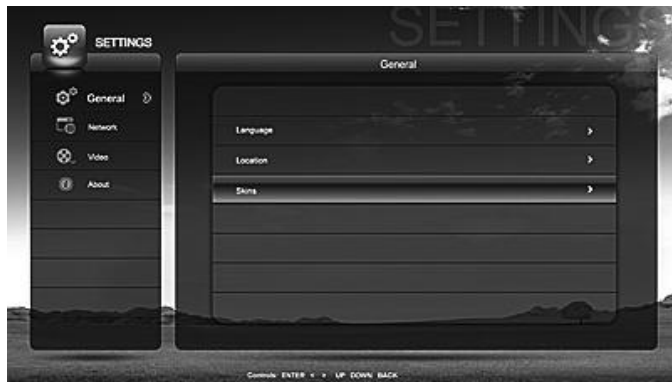 SETTINGS
SETTINGS
General
General
Network
Video
About
Language
Location
Skins
Controls: ENTER < > UP DOWN BACK